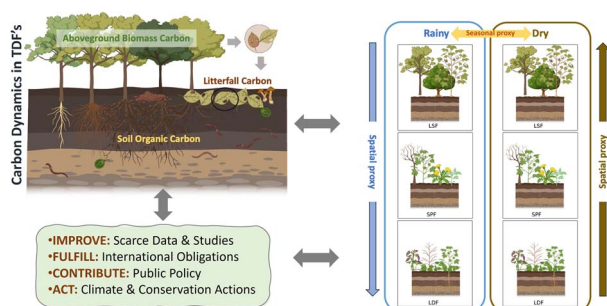 Carbon Dynamics in TDF's
Aboveground Biomass Carbon
Litterfall Carbon
Soil Organic Carbon
•IMPROVE: Scarce Data & Studies
•FULFILL: International Obligations
•CONTRIBUTE: Public Policy
•ACT: Climate & Conservation Actions
Rainy Seasonal proxy Dry
Spatial proxy
LSF LSF
SPF SPF
LDF LDF
Spatial proxy